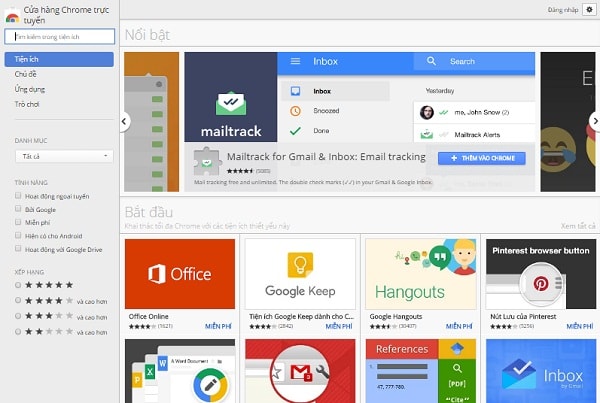 Cửa hàng Chrome trực
tuyến
Đăng nhập
Tìm kiếm trong tiện ích
Tiện ích
Chủ đề
Ứng dụng
Trò chơi
DANH MỤC
Tất cả
TÍNH NĂNG
Hoạt động ngoại tuyến
Bởi Google
Miễn phí
Hiện có cho Android
Hoạt động với Google Drive
XẾP HẠNG
và cao hơn
và cao hơn
và cao hơn
Nổi bật
mailtrack
Inbox
Search
Inbox
Snoozed
Done
Yesterday
me, John Snow (2)
Mailtrack Alerts
Mailtrack for Gmail & Inbox: Email tracking
THÊM VÀO CHROME
Mail tracking free and unlimited. The double check marks (✓✓) in your Gmail & Google Inbox.
Bắt đầu
Khai thác tối đa Chrome với các tiện ích thiết yếu này
Xem tất cả
Office
Google Keep
Hangouts
Pinterest browser button
Office Online
(1621)
MIỄN PHÍ
Tiện ích Google Keep dành cho C...
(2842)
MIỄN PHÍ
Google Hangouts
MIỄN PHÍ
Nút Lưu của Pinterest
(5256)
MIỄN PHÍ
A Word Document
References
47, 777-780.
[PDF]
"Cite"
Inbox
by Gmail